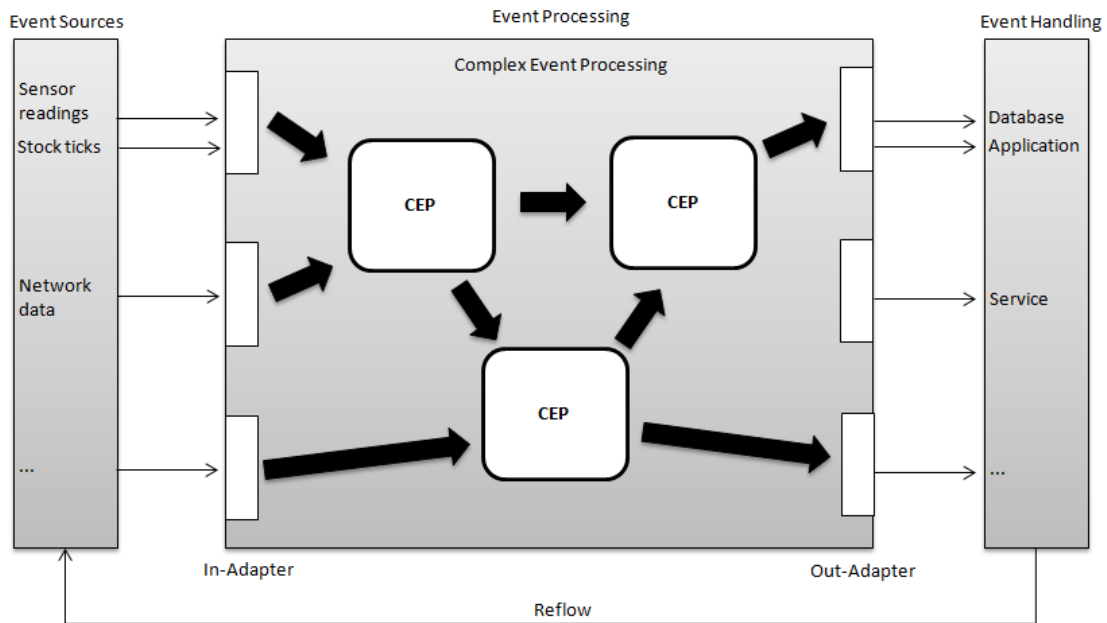 Event Sources
Event Processing
Event Handling
Complex Event Processing
Sensor
readings
Stock ticks
Network
data
...
CEP
CEP
CEP
Database
Application
Service
...
In-Adapter
Out-Adapter
Reflow